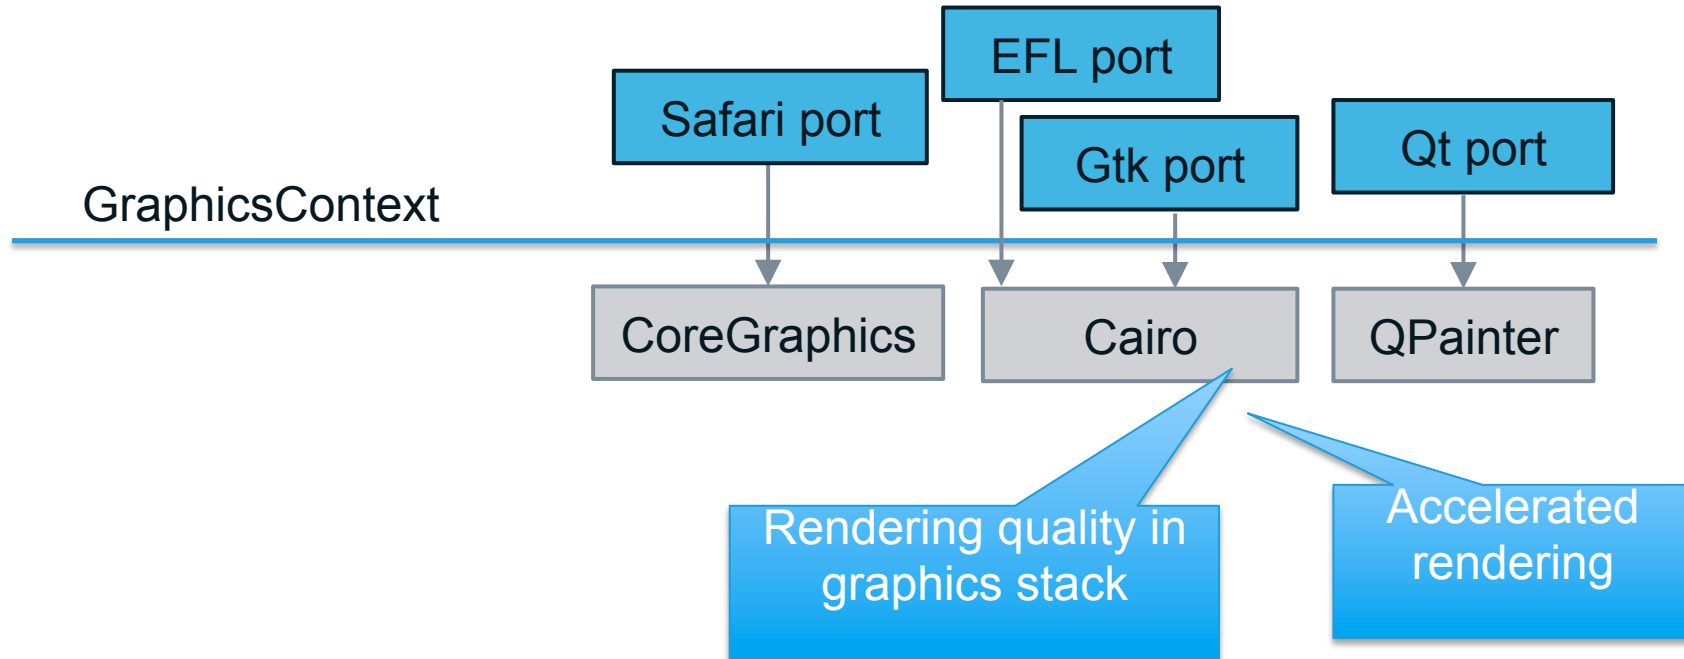 EFL port
Safari port
Gtk port
Qt port
GraphicsContext
CoreGraphics
Cairo
QPainter
Rendering quality in
graphics stack
Accelerated
rendering